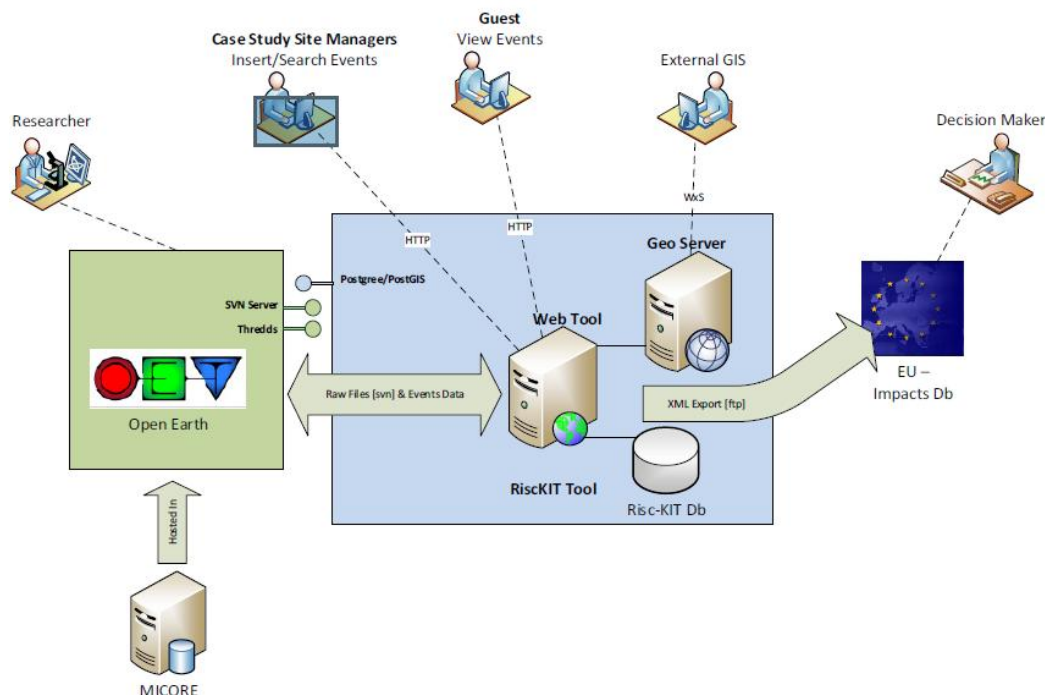 Guest
View Events
Case Study Site Managers
Insert/Search Events
External GIS
Researcher
Decision Maker
WxS
HTTP
HTTP
Geo Server
Postgree/PostGIS
SVN Server
Thredds
Web Tool
Open Earth
Raw Files [svn] & Events Data
XML Export [ftp]
EU –
Impacts Db
RiscKIT Tool
Risc-KIT Db
Hosted In
MICORE